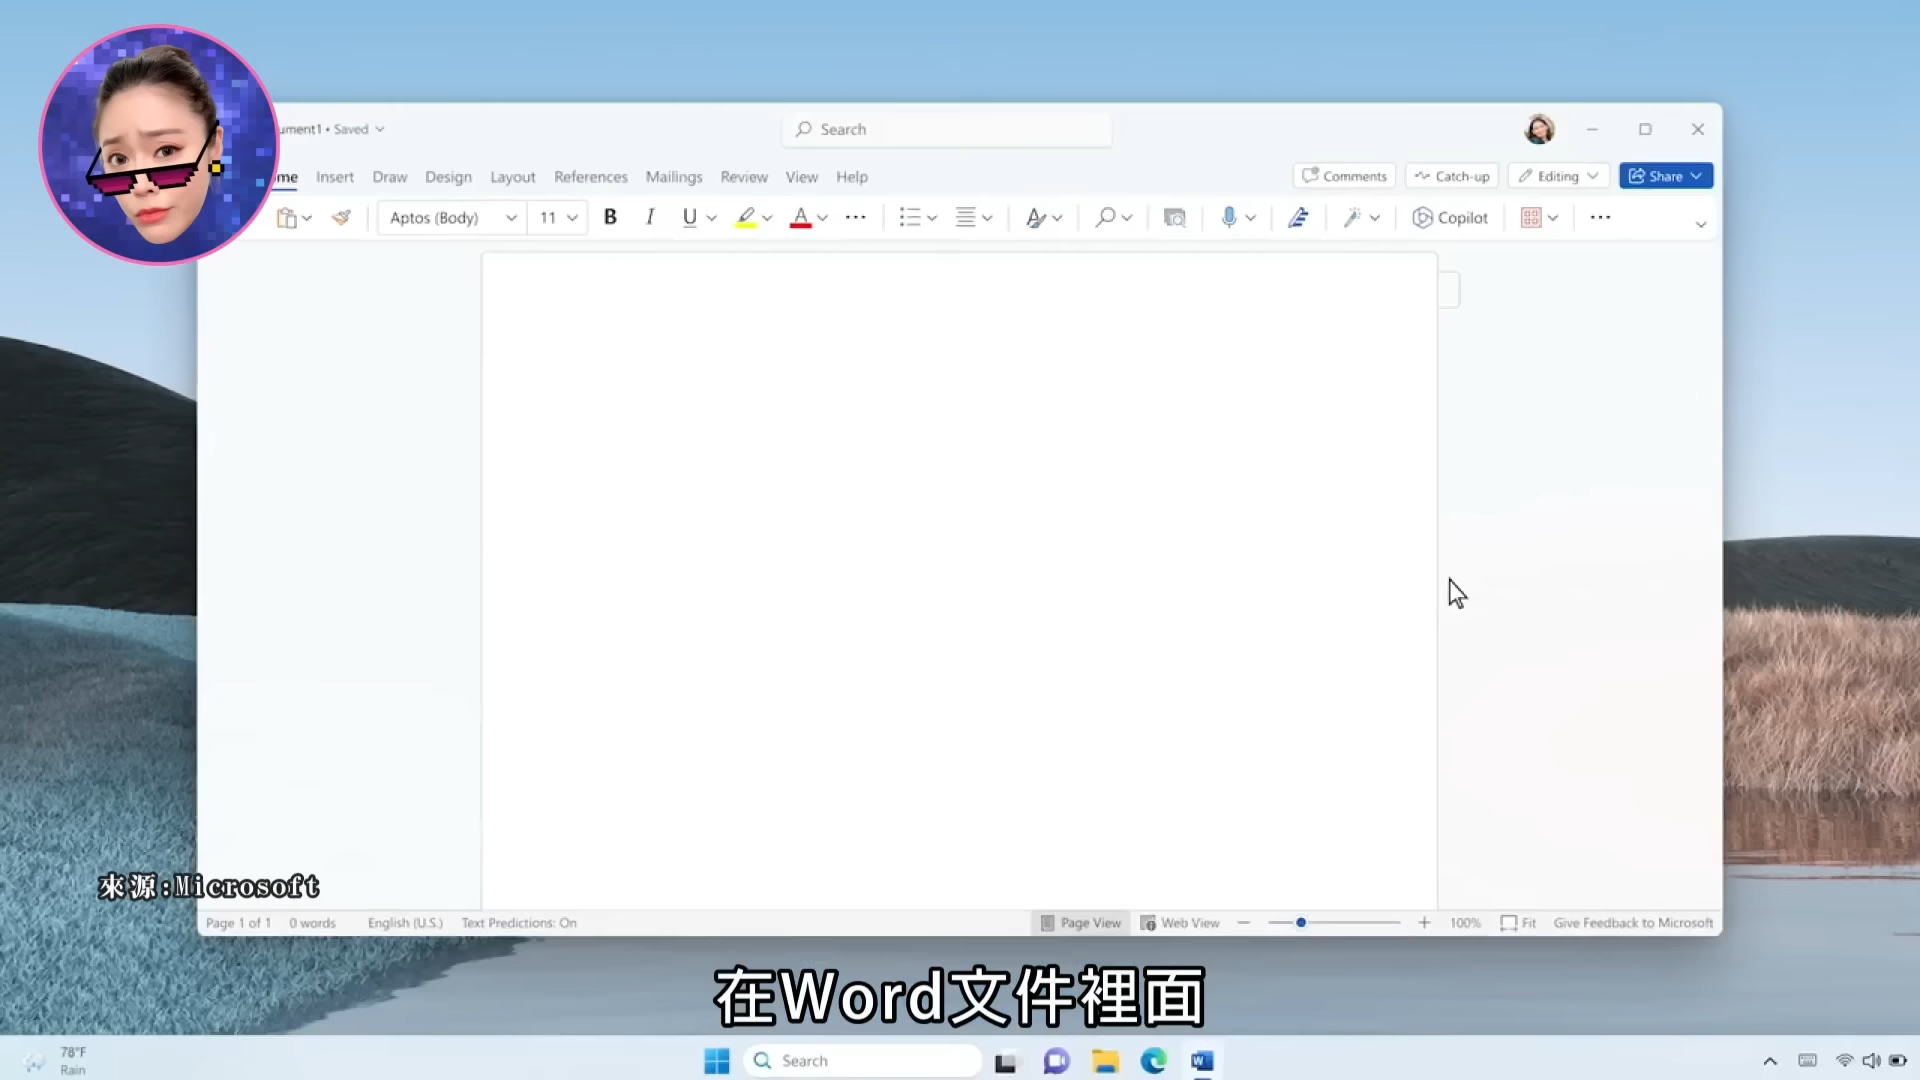 ument1 • Saved
Search
me
Insert
Draw
Design
Layout
References
Mailings
Review
View
Help
Comments
Catch-up
Editing
Share
Aptos (Body)
11
B
I
U
A
Copilot
來源:Microsoft
Page 1 of 1
0 words
English (U.S.)
Text Predictions: On
Page View
Web View
100%
Fit
Give Feedback to Microsoft
在Word文件裡面
78°F
Rain
Search